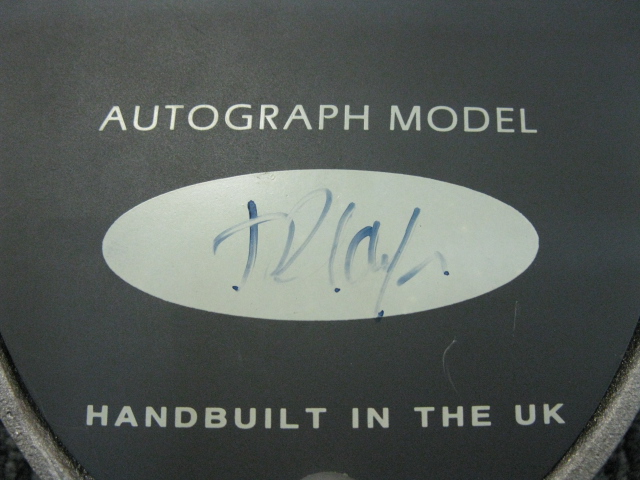 AUTOGRAPH MODEL
HANDBUILT IN THE UK